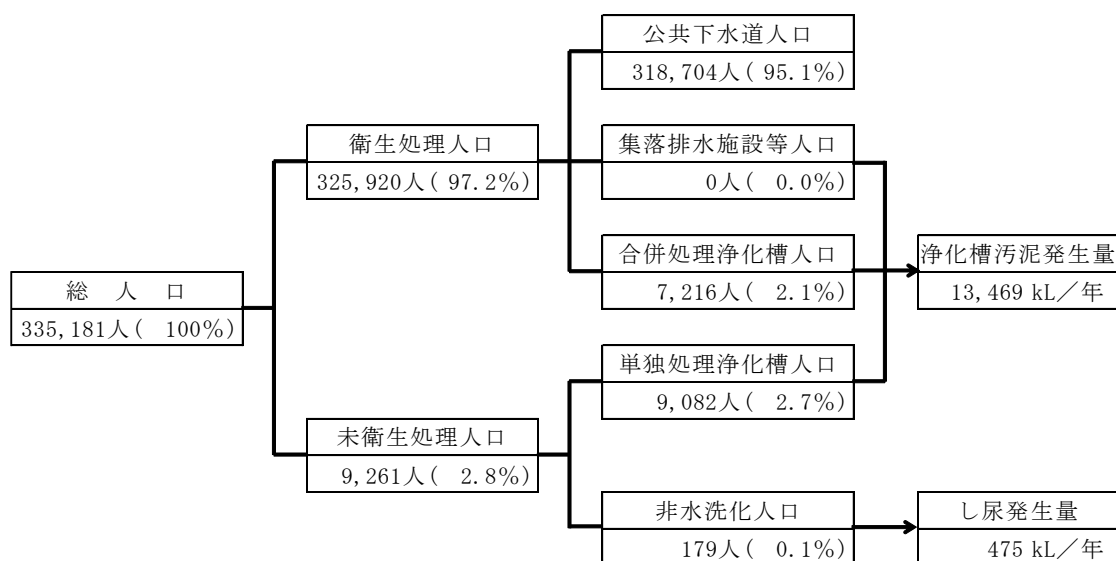 公共下水道人口
318,704人( 95.1%)
衛生処理人口
325,920人( 97.2%)
集落排水施設等人口
0人( 0.0%)
合併処理浄化槽人口
7,216人( 2.1%)
浄化槽汚泥発生量
13,469 kL/年
総 人 口
335,181人( 100%)
単独処理浄化槽人口
9,082人( 2.7%)
未衛生処理人口
9,261人( 2.8%)
非水洗化人口
179人( 0.1%)
し尿発生量
475 kL/年